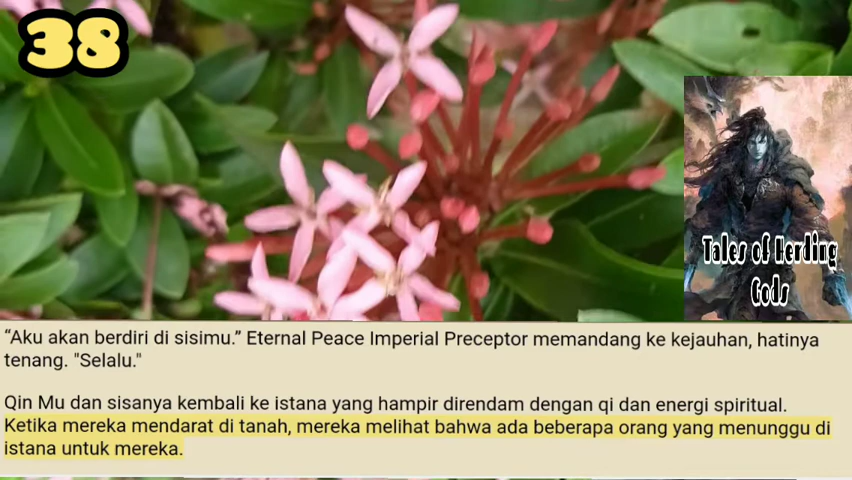 38
Tales of Herding
Gods
“Aku akan berdiri di sisimu.” Eternal Peace Imperial Preceptor memandang ke kejauhan, hatinya
tenang. "Selalu."
Qin Mu dan sisanya kembali ke istana yang hampir direndam dengan qi dan energi spiritual.
Ketika mereka mendarat di tanah, mereka melihat bahwa ada beberapa orang yang menunggu di
istana untuk mereka.